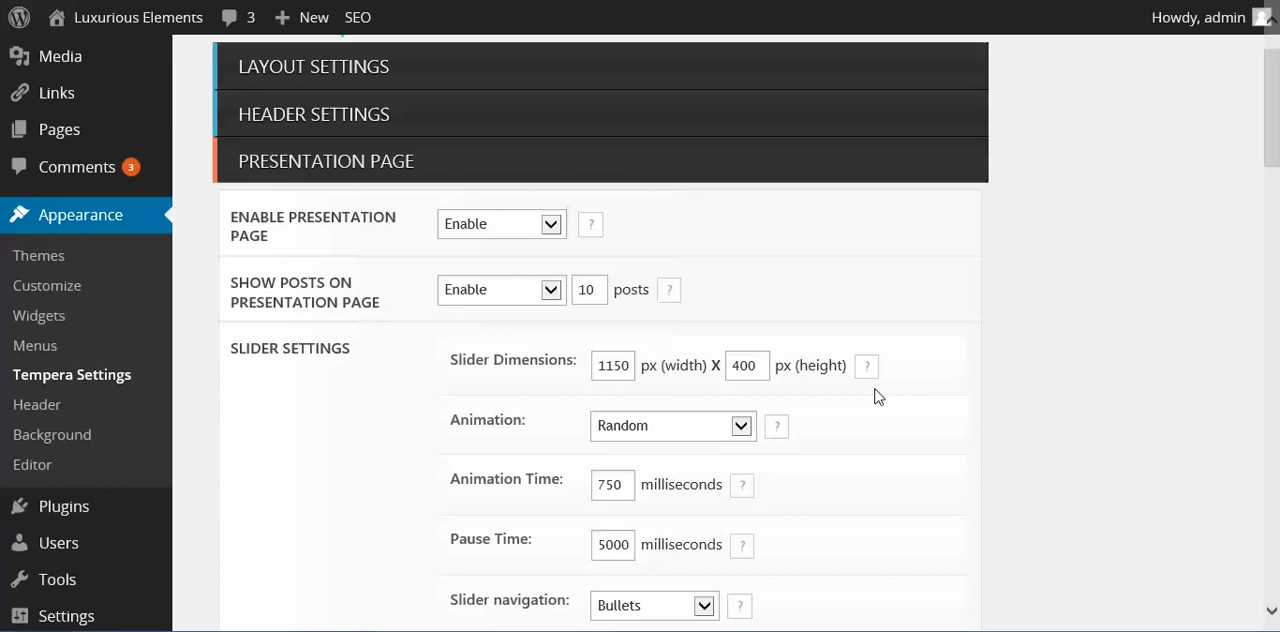 Luxurious Elements 3 New SEO Howdy, admin
Media
Links
Pages
Comments 3
Appearance
Themes
Customize
Widgets
Menus
Tempera Settings
Header
Background
Editor
Plugins
Users
Tools
Settings
LAYOUT SETTINGS
HEADER SETTINGS
PRESENTATION PAGE
ENABLE PRESENTATION
PAGE
Enable ?
SHOW POSTS ON
PRESENTATION PAGE
Enable 10 posts ?
SLIDER SETTINGS
Slider Dimensions: 1150 px (width) X 400 px (height) ?
Animation: Random ?
Animation Time: 750 milliseconds ?
Pause Time: 5000 milliseconds ?
Slider navigation: Bullets ?